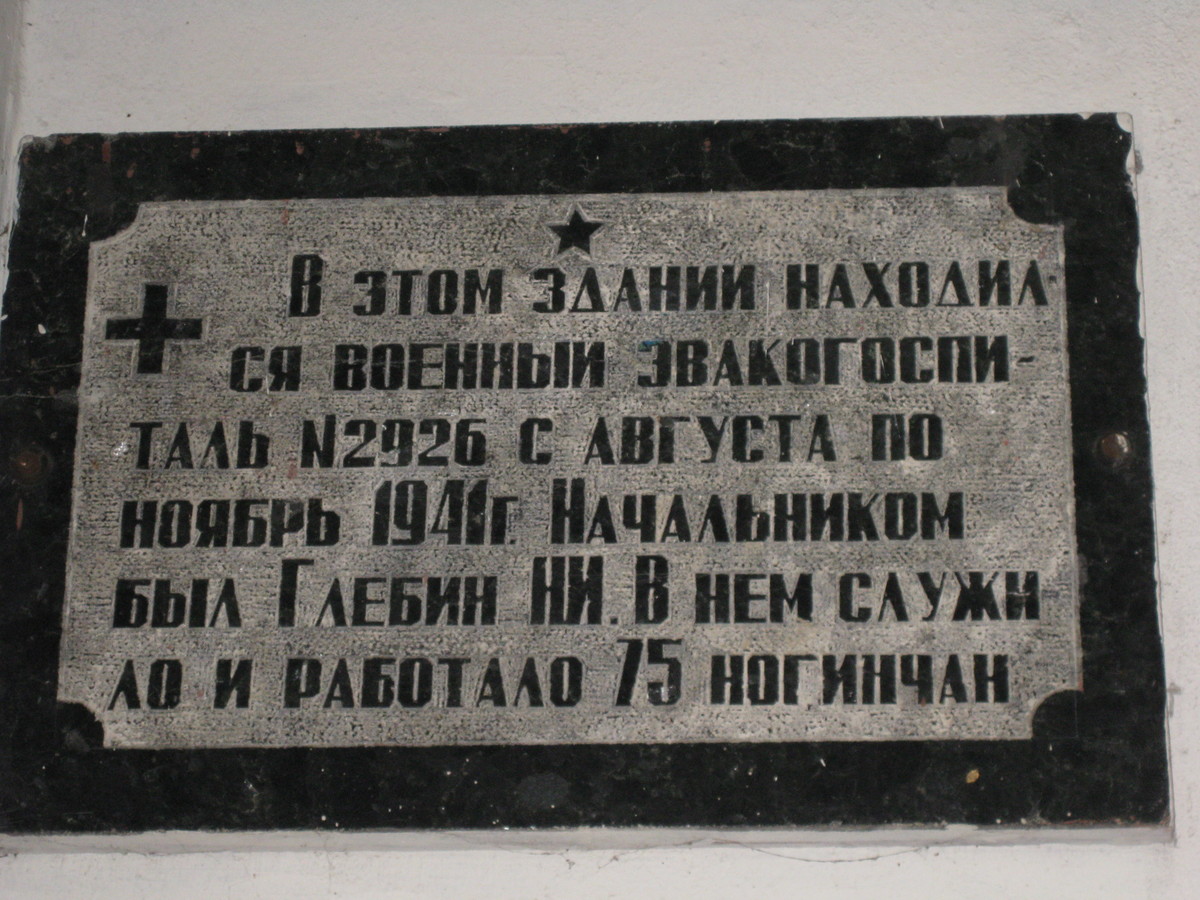 В этом здании находил-
ся военный эвакогоспи-
таль N2926 с августа по
ноябрь 1941г. Начальником
был Глебин НИ. В нем служи
ло и работало 75 ногинчан